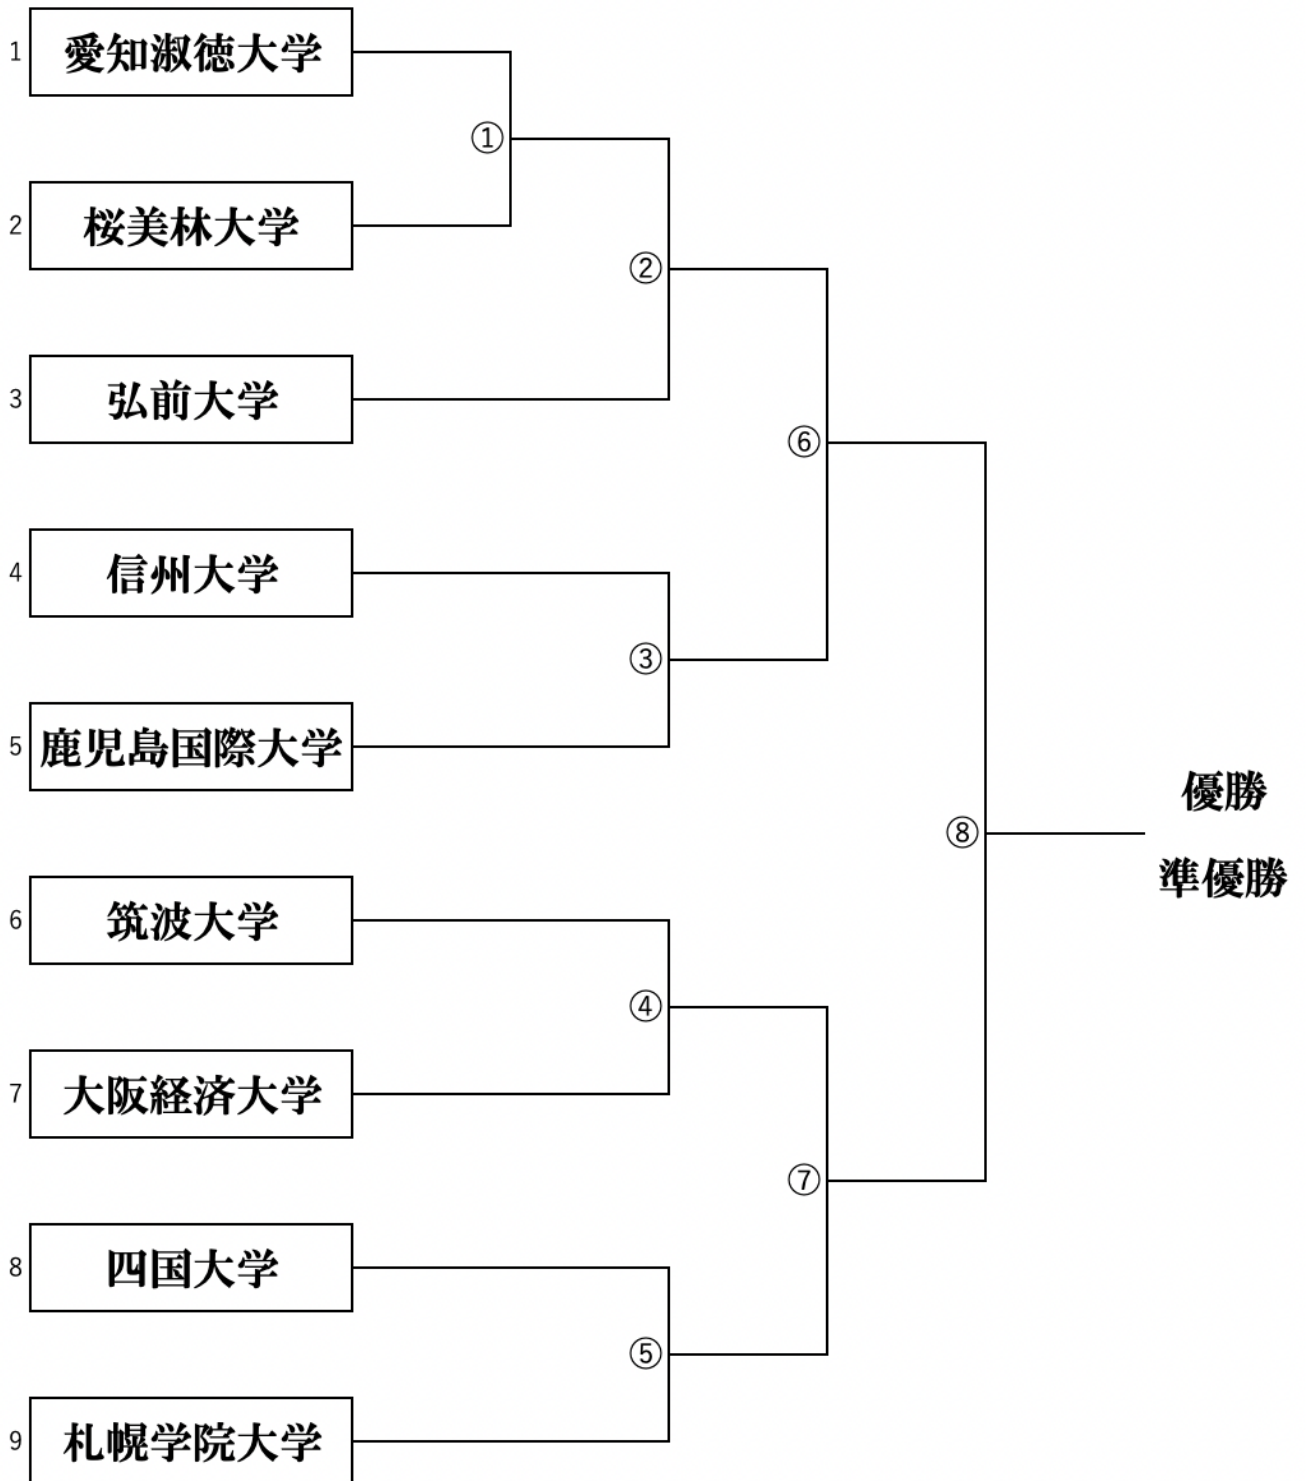 1 愛知淑徳大学
①
2 桜美林大学
②
3 弘前大学
⑥
4 信州大学
③
5 鹿児島国際大学
優勝
⑧
準優勝
6 筑波大学
④
7 大阪経済大学
⑦
8 四国大学
⑤
9 札幌学院大学